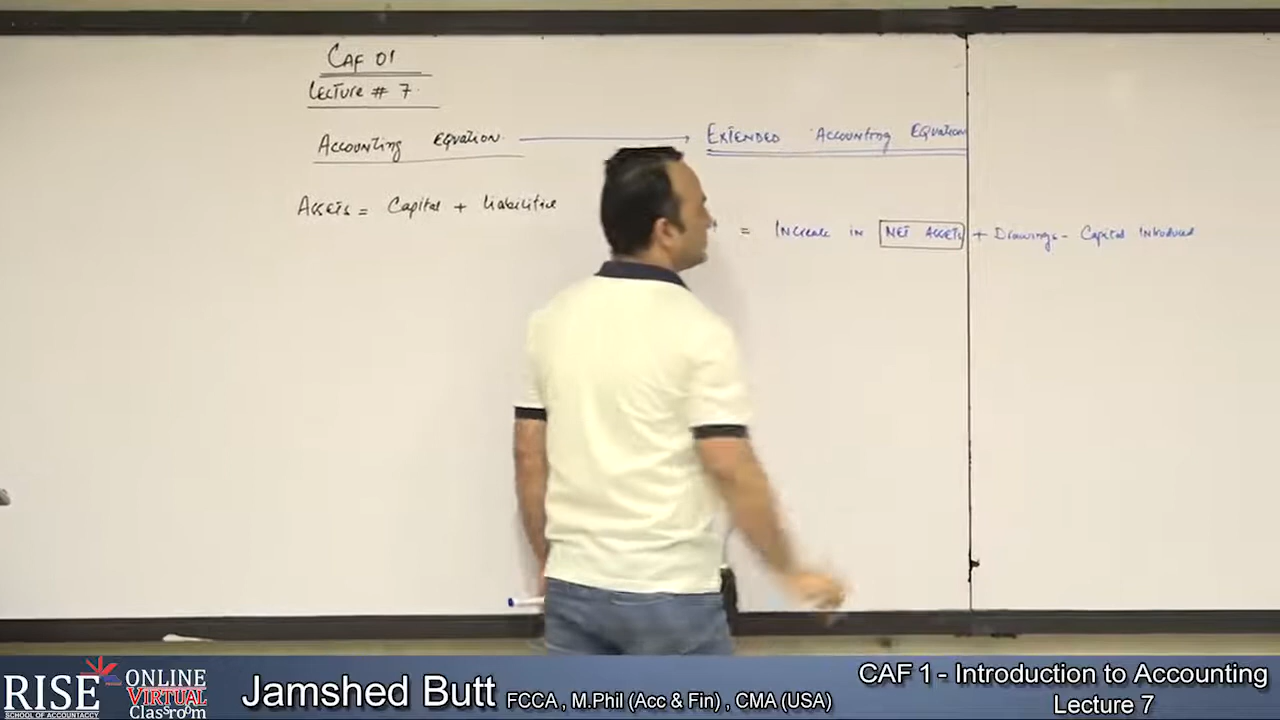 CAF 01
Lecture # 7.
Accounting Equation
Extended Accounting Equation
Assets = Capital + Liabilities
= Increase in NET ASSETS + Drawings - Capital Introduced
RISE
SCHOOL OF ACCOUNTACY
ONLINE
VIRTUAL
Classroom
Jamshed Butt FCCA , M.Phil (Acc & Fin) , CMA (USA)
CAF 1 - Introduction to Accounting
Lecture 7